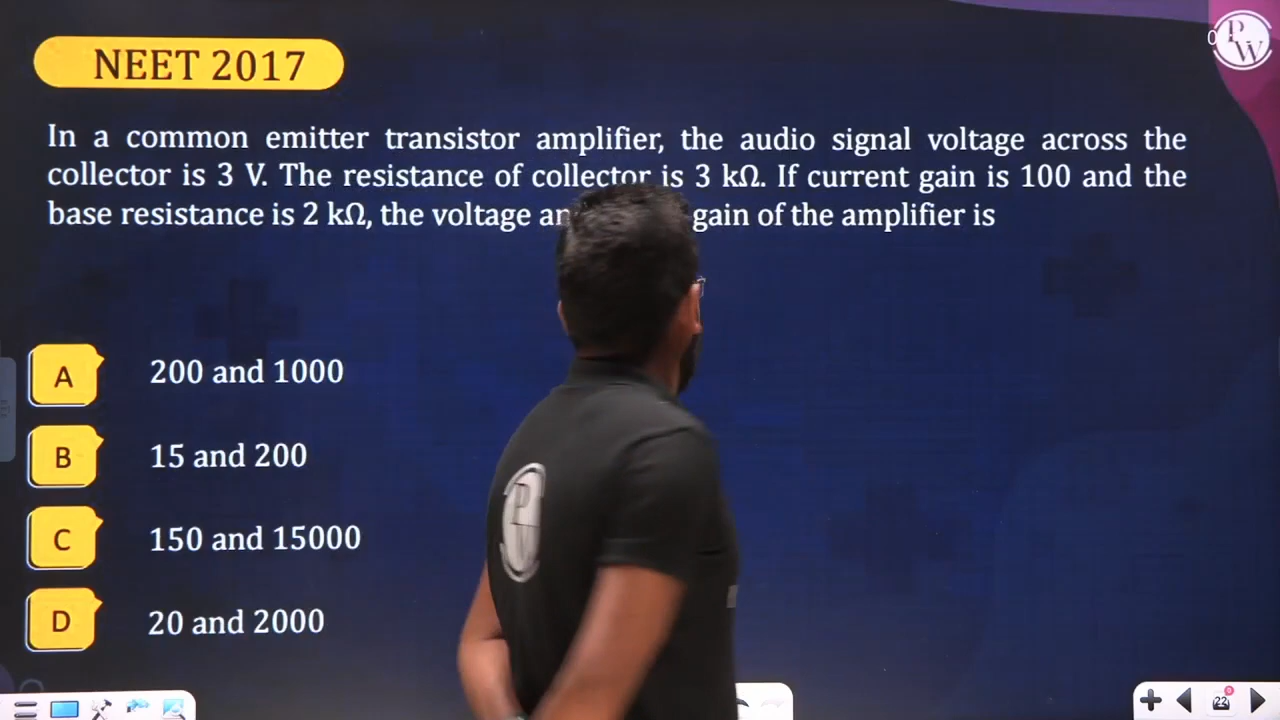 NEET 2017
In a common emitter transistor amplifier, the audio signal voltage across the
collector is 3 V. The resistance of collector is 3 kΩ. If current gain is 100 and the
base resistance is 2 kΩ, the voltage gain of the amplifier is
A 200 and 1000
B 15 and 200
C 150 and 15000
D 20 and 2000
PW
P
22